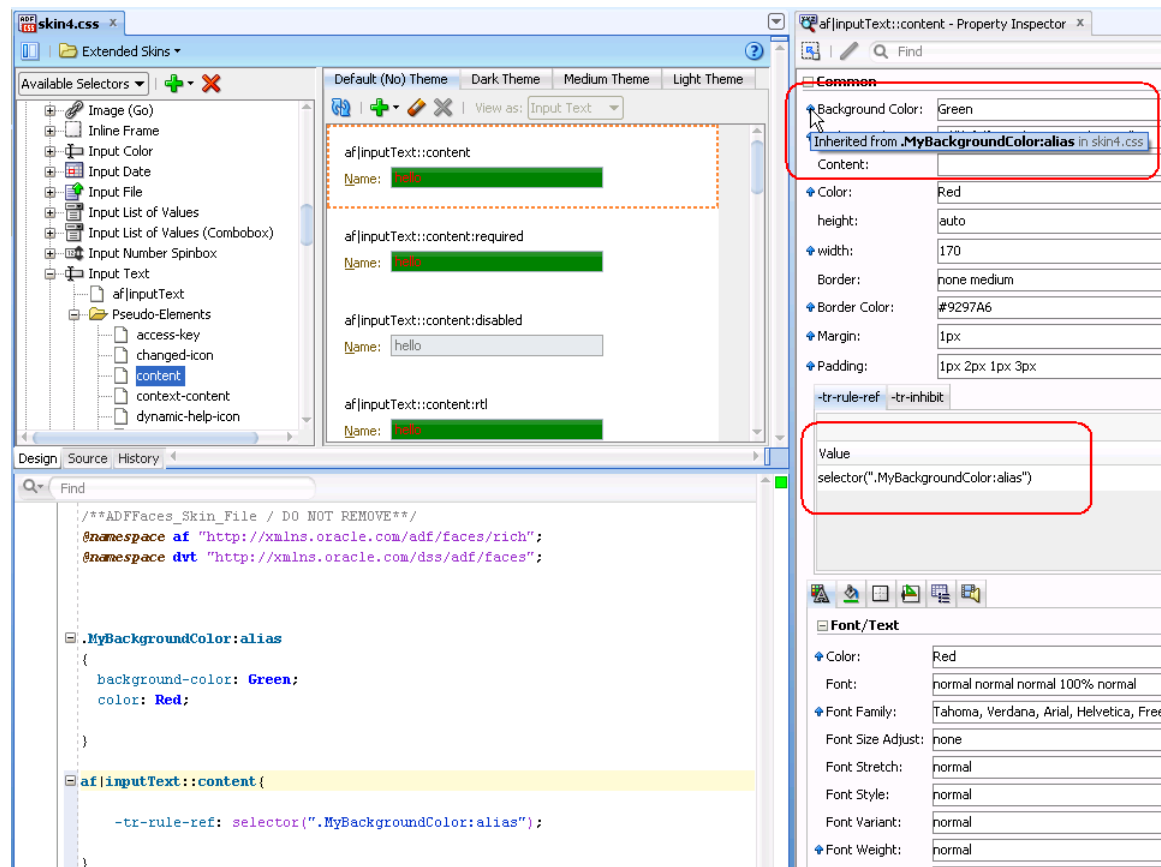 skin4.css ×
Extended Skins
Available Selectors
Image (Go)
Inline Frame
Input Color
Input Date
Input File
Input List of Values
Input List of Values (Combobox)
Input Number Spinbox
Input Text
af|inputText
Pseudo-Elements
access-key
changed-icon
content
context-content
dynamic-help-icon
Default (No) Theme Dark Theme Medium Theme Light Theme
View as: Input Text
af|inputText::content
Name: hello
af|inputText::content:required
Name: hello
af|inputText::content:disabled
Name: hello
af|inputText::content:rtl
Name: hello
Design Source History
Find
/**ADFFaces_Skin_File / DO NOT REMOVE**/
@namespace af "http://xmlns.oracle.com/adf/faces/rich";
@namespace dvt "http://xmlns.oracle.com/dss/adf/faces";
.MyBackgroundColor:alias
{
background-color: Green;
color: Red;
}
af|inputText::content{
-tr-rule-ref: selector(".MyBackgroundColor:alias");
}
af|inputText::content - Property Inspector ×
Find
Common
Background Color: Green
Inherited from .MyBackgroundColor:alias in skin4.css
Content:
Color: Red
height: auto
width: 170
Border: none medium
Border Color: #9297A6
Margin: 1px
Padding: 1px 2px 1px 3px
-tr-rule-ref -tr-inhibit
Value
selector(".MyBackgroundColor:alias")
Font/Text
Color: Red
Font: normal normal normal 100% normal
Font Family: Tahoma, Verdana, Arial, Helvetica, Free
Font Size Adjust: none
Font Stretch: normal
Font Style: normal
Font Variant: normal
Font Weight: normal